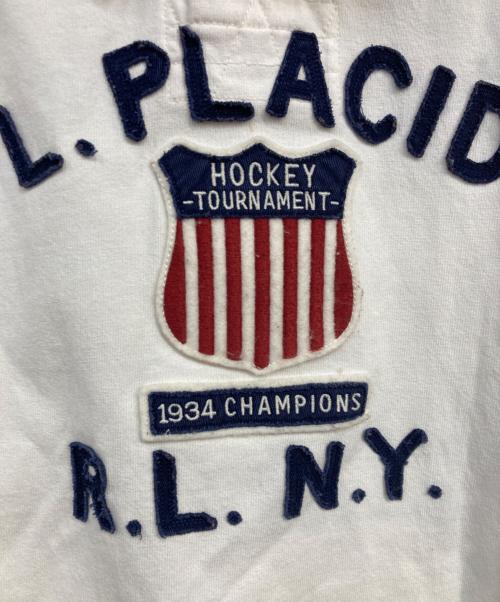 L. PLACID
HOCKEY
-TOURNAMENT-
1934 CHAMPIONS
R.L. N.Y.